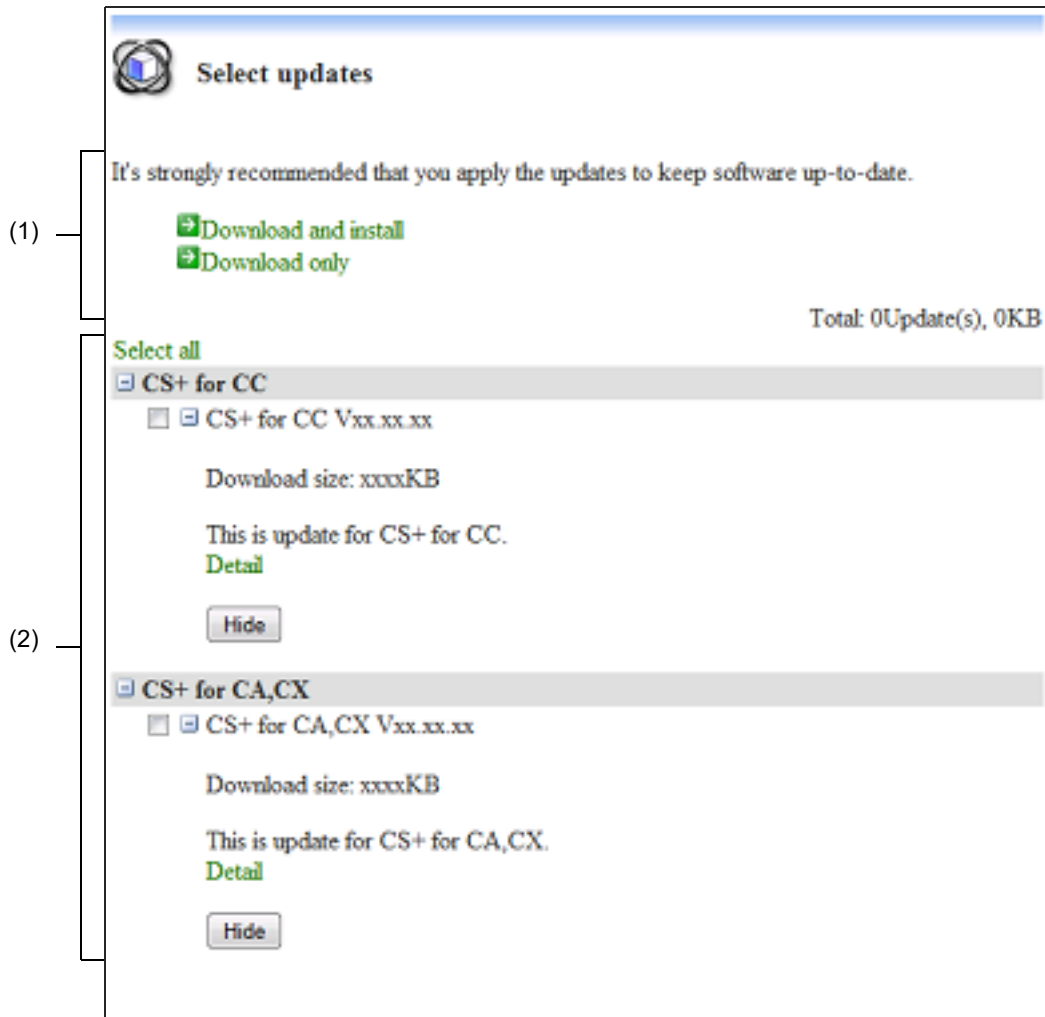 Select updates
It's strongly recommended that you apply the updates to keep software up-to-date.
(1)
Download and install
Download only
Total: 0Update(s), 0KB
Select all
CS+ for CC
CS+ for CC Vxx.xx.xx
Download size: xxxxKB
This is update for CS+ for CC.
Detail
Hide
(2)
CS+ for CA,CX
CS+ for CA,CX Vxx.xx.xx
Download size: xxxxKB
This is update for CS+ for CA,CX.
Detail
Hide